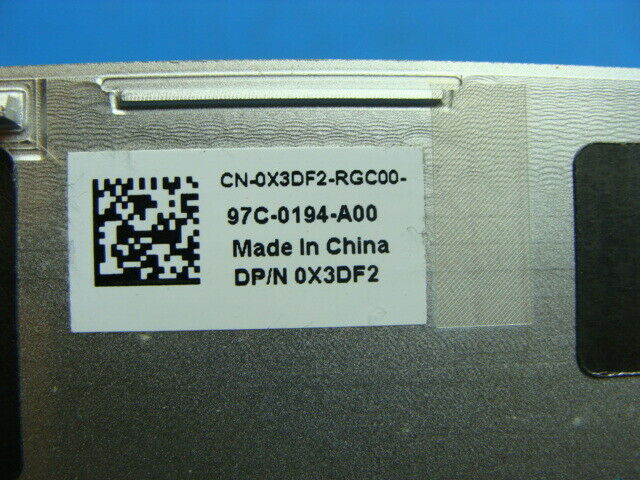 CN-0X3DF2-RGC00-
97C-0194-A00
Made In China
DP/N 0X3DF2